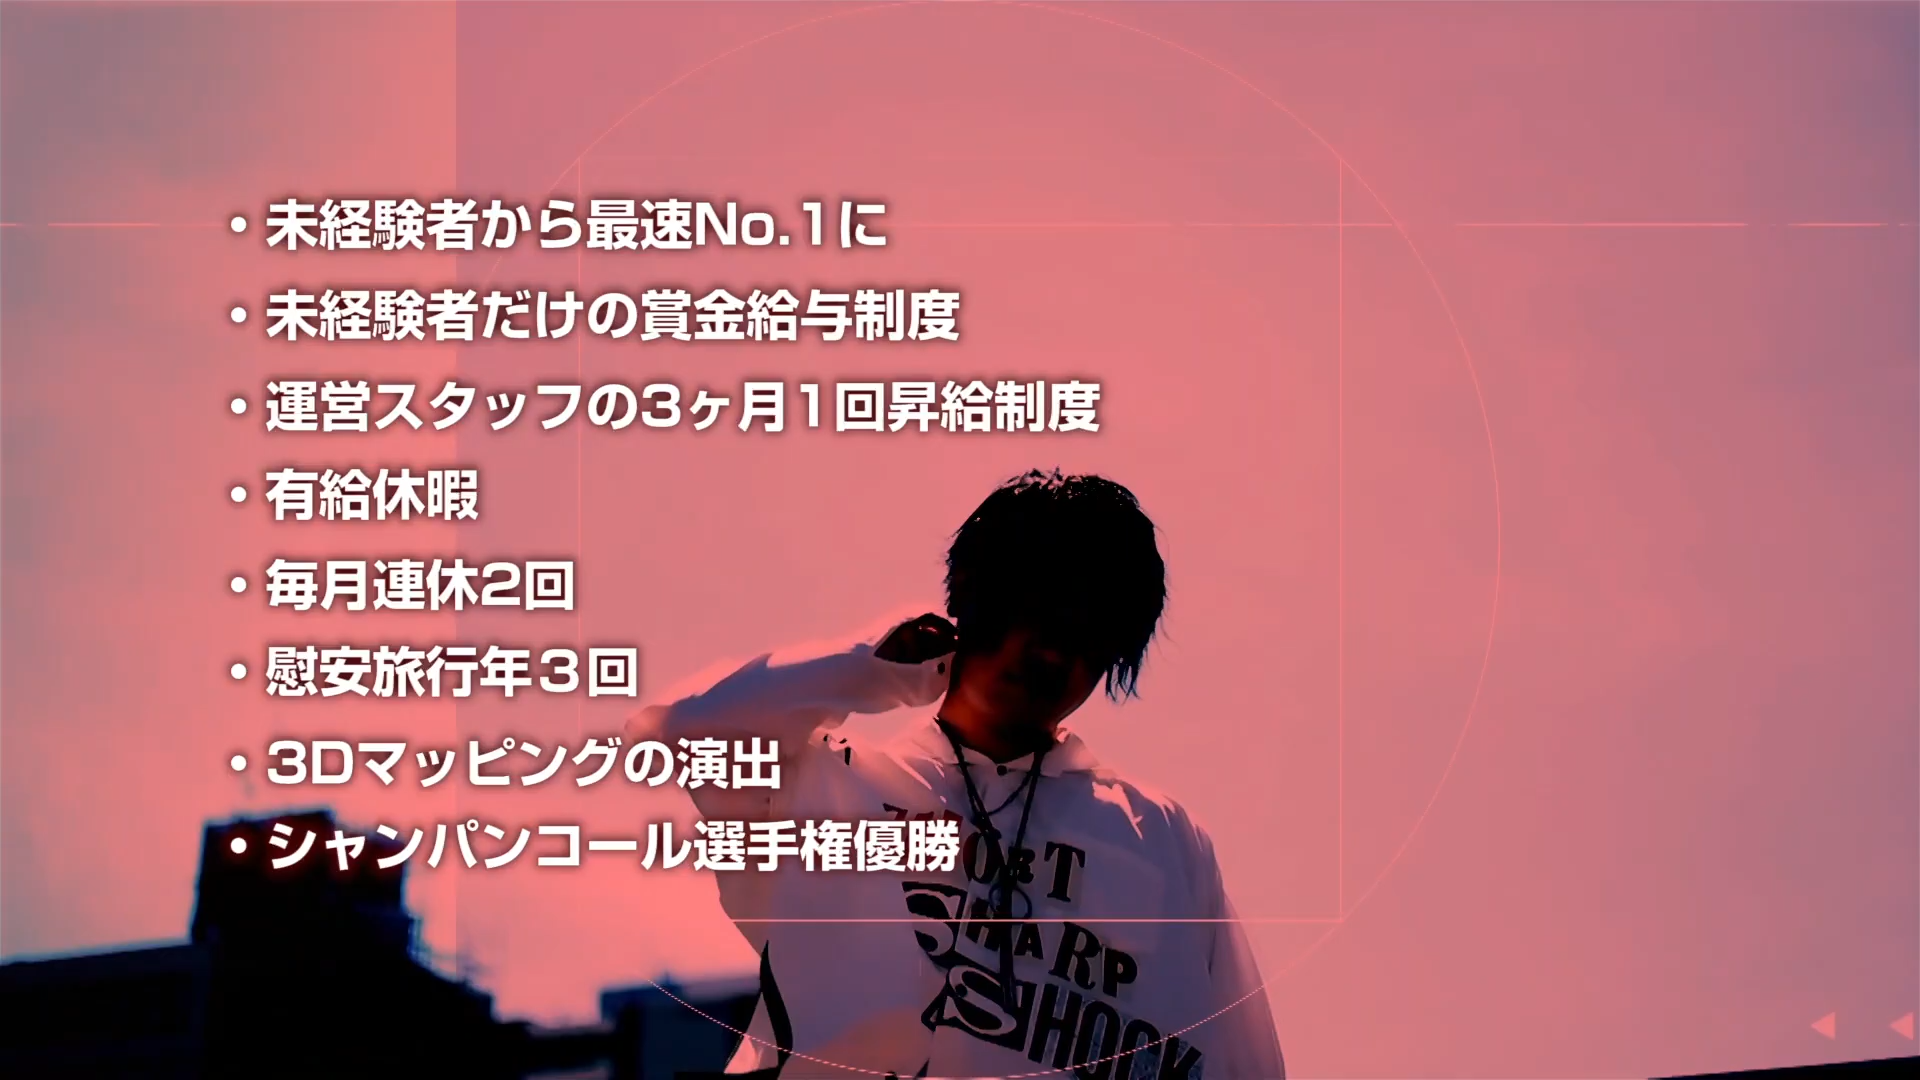 ・未経験者から最速No.1に
・未経験者だけの賞金給与制度
・運営スタッフの3ヶ月1回昇給制度
・有給休暇
・毎月連休2回
・慰安旅行年３回
・3Dマッピングの演出
・シャンパンコール選手権優勝
SHARP
SHOCK